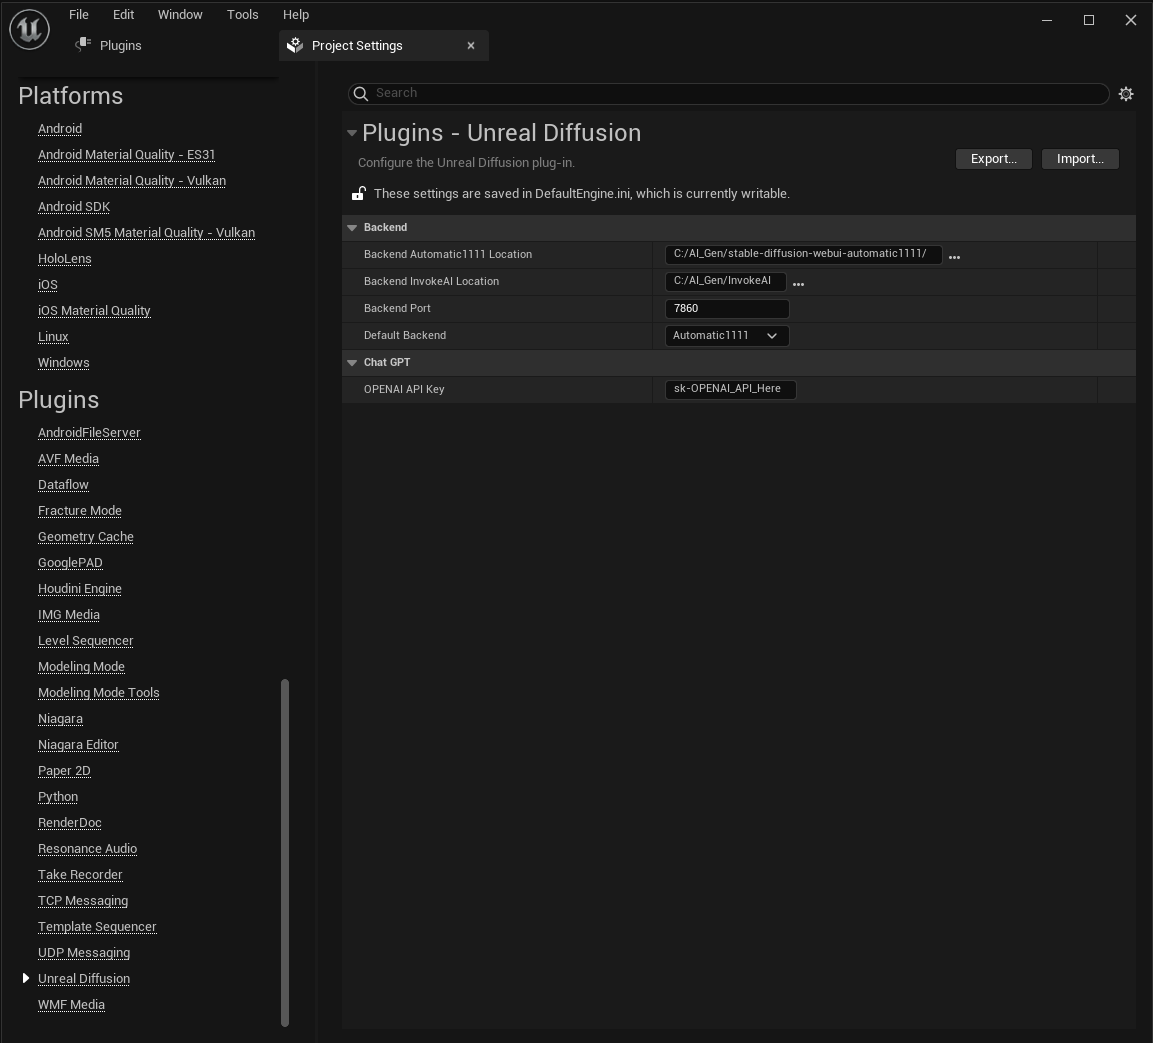 File Edit Window Tools Help
Plugins
Project Settings
Platforms
Android
Android Material Quality - ES31
Android Material Quality - Vulkan
Android SDK
Android SM5 Material Quality - Vulkan
HoloLens
iOS
iOS Material Quality
Linux
Windows
Plugins
AndroidFileServer
AVF Media
Dataflow
Fracture Mode
Geometry Cache
GooglePAD
Houdini Engine
IMG Media
Level Sequencer
Modeling Mode
Modeling Mode Tools
Niagara
Niagara Editor
Paper 2D
Python
RenderDoc
Resonance Audio
Take Recorder
TCP Messaging
Template Sequencer
UDP Messaging
Unreal Diffusion
WMF Media
Search
Plugins - Unreal Diffusion
Configure the Unreal Diffusion plug-in.
Export... Import...
These settings are saved in DefaultEngine.ini, which is currently writable.
Backend
Backend Automatic1111 Location C:/AI_Gen/stable-diffusion-webui-automatic1111/ ...
Backend InvokeAI Location C:/AI_Gen/InvokeAI ...
Backend Port 7860
Default Backend Automatic1111
Chat GPT
OPENAI API Key sk-OPENAI_API_Here